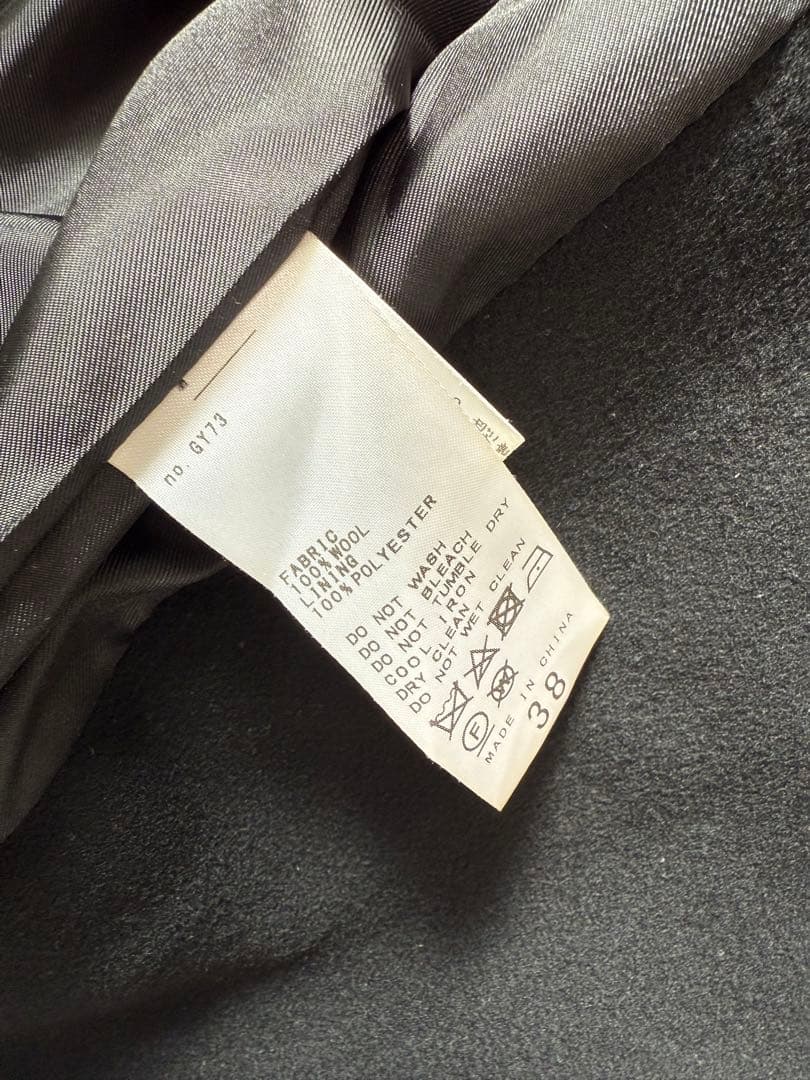 no. GY73
FABRIC
100%WOOL
LINING
100%POLYESTER
DO NOT WASH
DO NOT BLEACH
DO NOT TUMBLE DRY
COOL IRON
DRY CLEAN
DO NOT WET CLEAN
F W
MADE IN CHINA
38